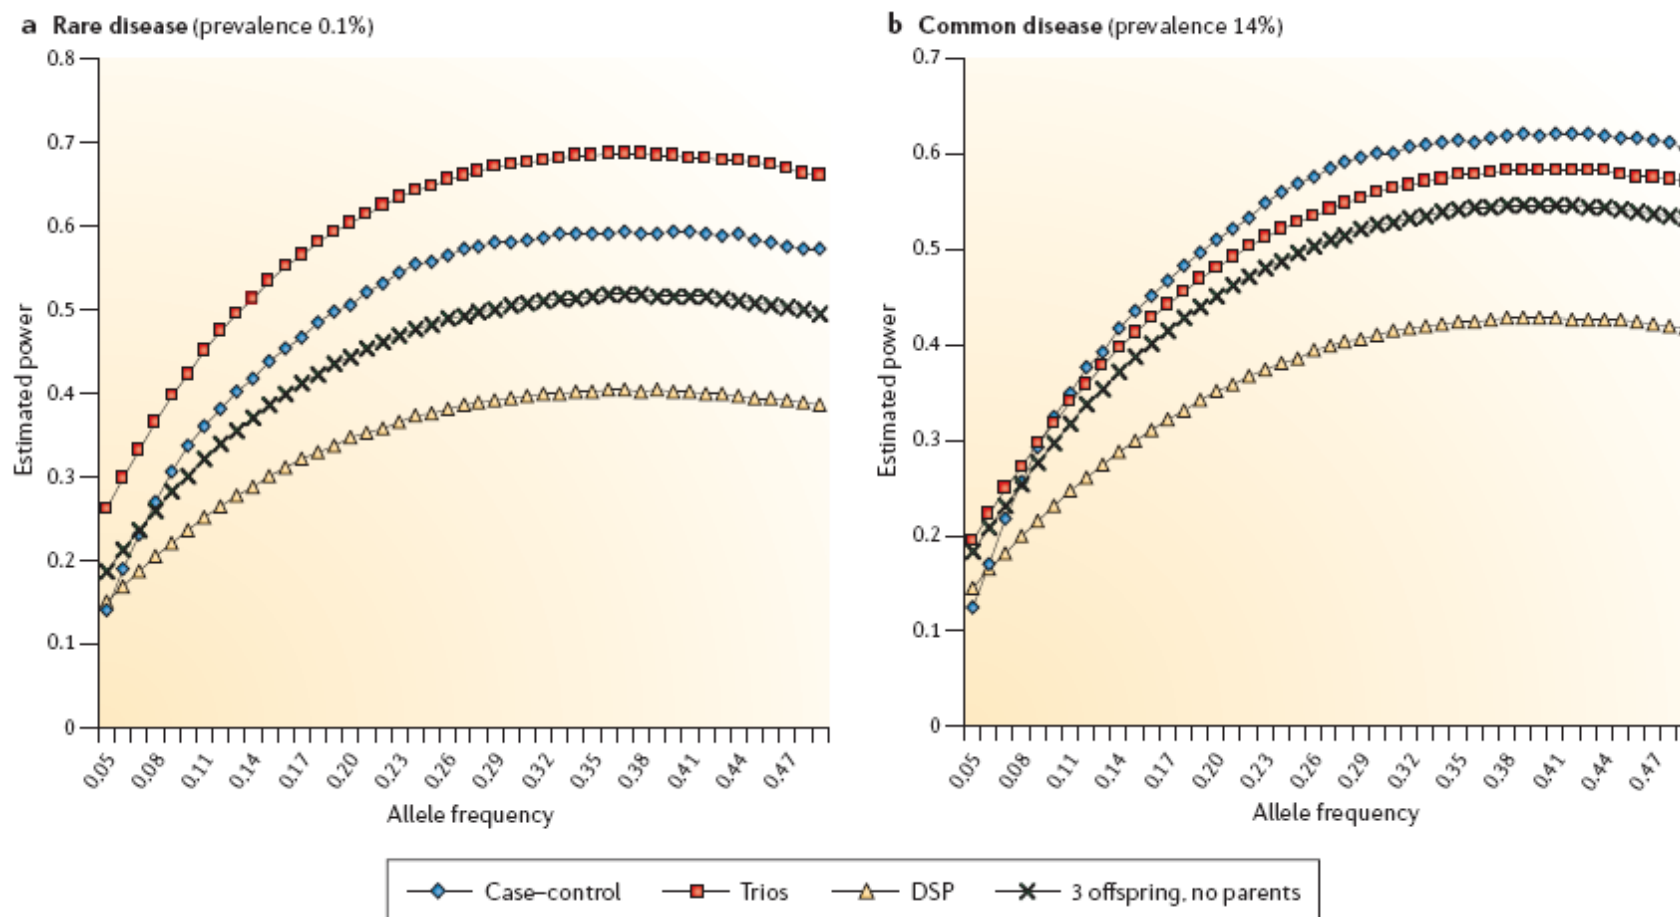 a Rare disease (prevalence 0.1%)
0.8
0.7
0.6
0.5
0.4
0.3
0.2
0.1
0
Estimated power
0.05 0.08 0.11 0.14 0.17 0.20 0.23 0.26 0.29 0.32 0.35 0.38 0.41 0.44 0.47
Allele frequency
b Common disease (prevalence 14%)
0.7
0.6
0.5
0.4
0.3
0.2
0.1
0
Estimated power
0.05 0.08 0.11 0.14 0.17 0.20 0.23 0.26 0.29 0.32 0.35 0.38 0.41 0.44 0.47
Allele frequency
Case–control Trios DSP 3 offspring, no parents